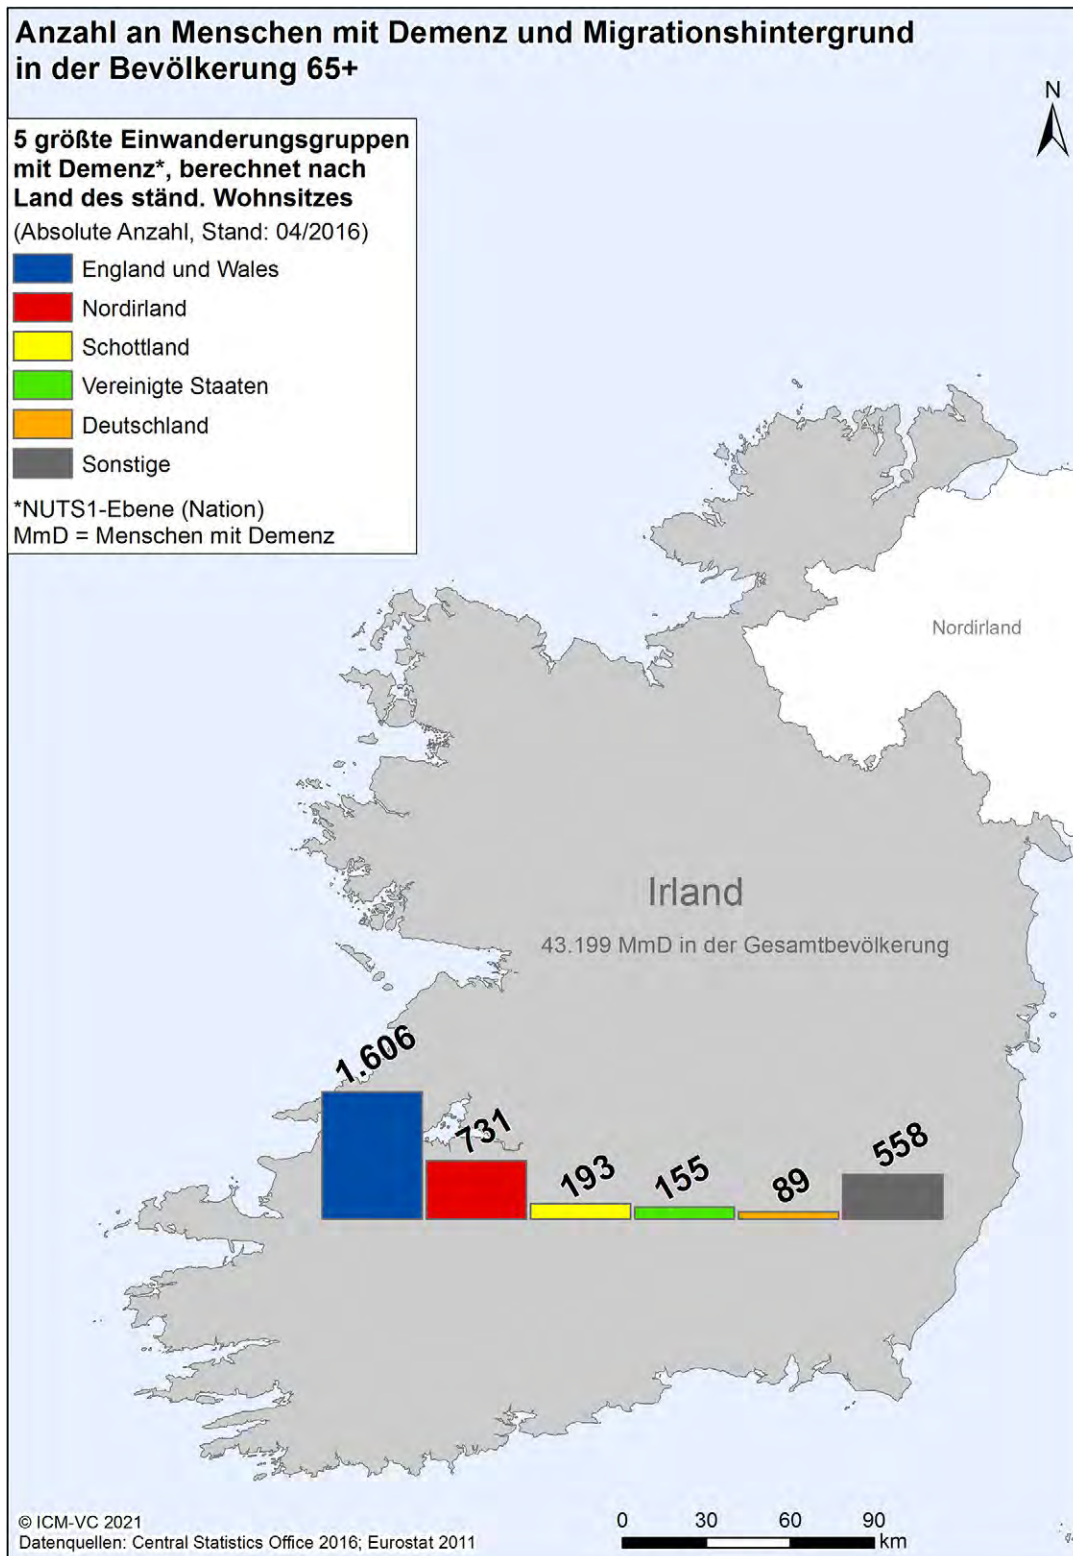 Anzahl an Menschen mit Demenz und Migrationshintergrund
in der Bevölkerung 65+
N
5 größte Einwanderungsgruppen
mit Demenz*, berechnet nach
Land des ständ. Wohnsitzes
(Absolute Anzahl, Stand: 04/2016)
England und Wales
Nordirland
Schottland
Vereinigte Staaten
Deutschland
Sonstige
*NUTS1-Ebene (Nation)
MmD = Menschen mit Demenz
Nordirland
Irland
43.199 MmD in der Gesamtbevölkerung
1.606
731
193
155
89
558
© ICM-VC 2021
Datenquellen: Central Statistics Office 2016; Eurostat 2011
0 30 60 90
km